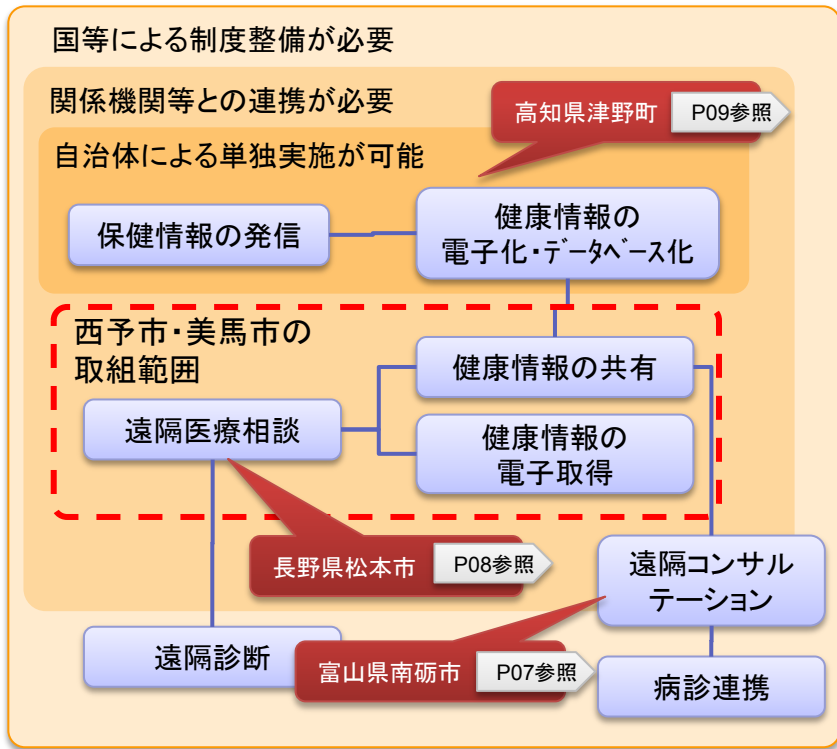 国等による制度整備が必要
関係機関等との連携が必要
高知県津野町
P09参照
自治体による単独実施が可能
保健情報の発信
健康情報の
電子化・ﾃﾞｰﾀﾍﾞｰｽ化
西予市・美馬市の
取組範囲
健康情報の共有
遠隔医療相談
健康情報の
電子取得
長野県松本市
P08参照
遠隔コンサル
テーション
遠隔診断
富山県南砺市
P07参照
病診連携